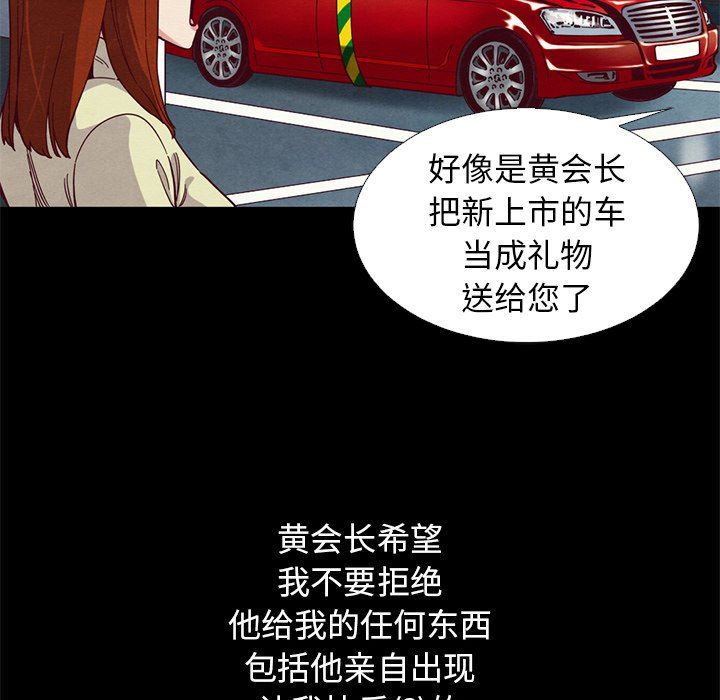 好像是黄会长
把新上市的车
当成礼物
送给您了
黄会长希望
我不要拒绝
他给我的任何东西
包括他亲自出现